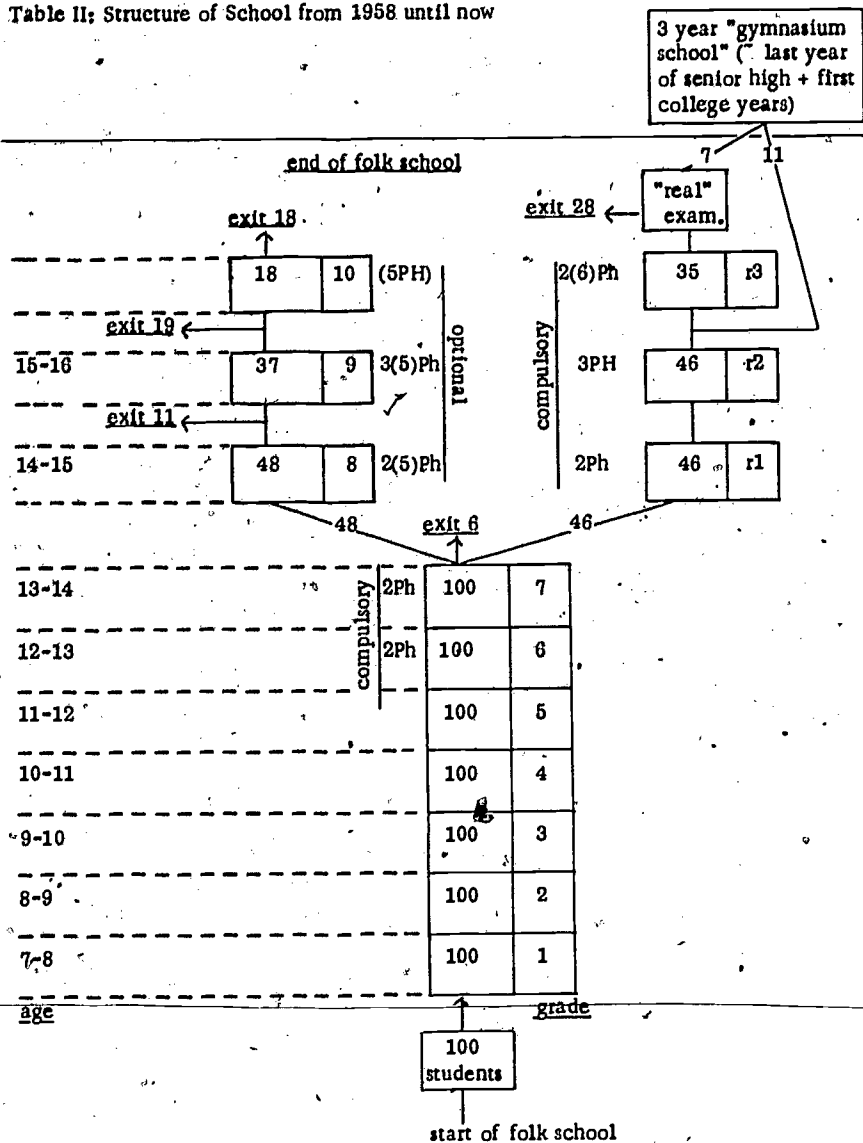 Table II: Structure of School from 1958 until now
3 year "gymnasium
school" (~ last year
of senior high + first
college years)
end of folk school
7 11
"real"
exam.
exit 28
exit 18
18 10 (5PH)
2(6)Ph 35 r3
exit 19
optional
compulsory
15-16 37 9 3(5)Ph
3PH 46 r2
exit 11
14-15 48 8 2(5)Ph
2Ph 46 r1
48 exit 6 46
compulsory
13-14 2Ph 100 7
12-13 2Ph 100 6
11-12 100 5
10-11 100 4
9-10 100 3
8-9 100 2
7-8 100 1
age grade
100
students
start of folk school